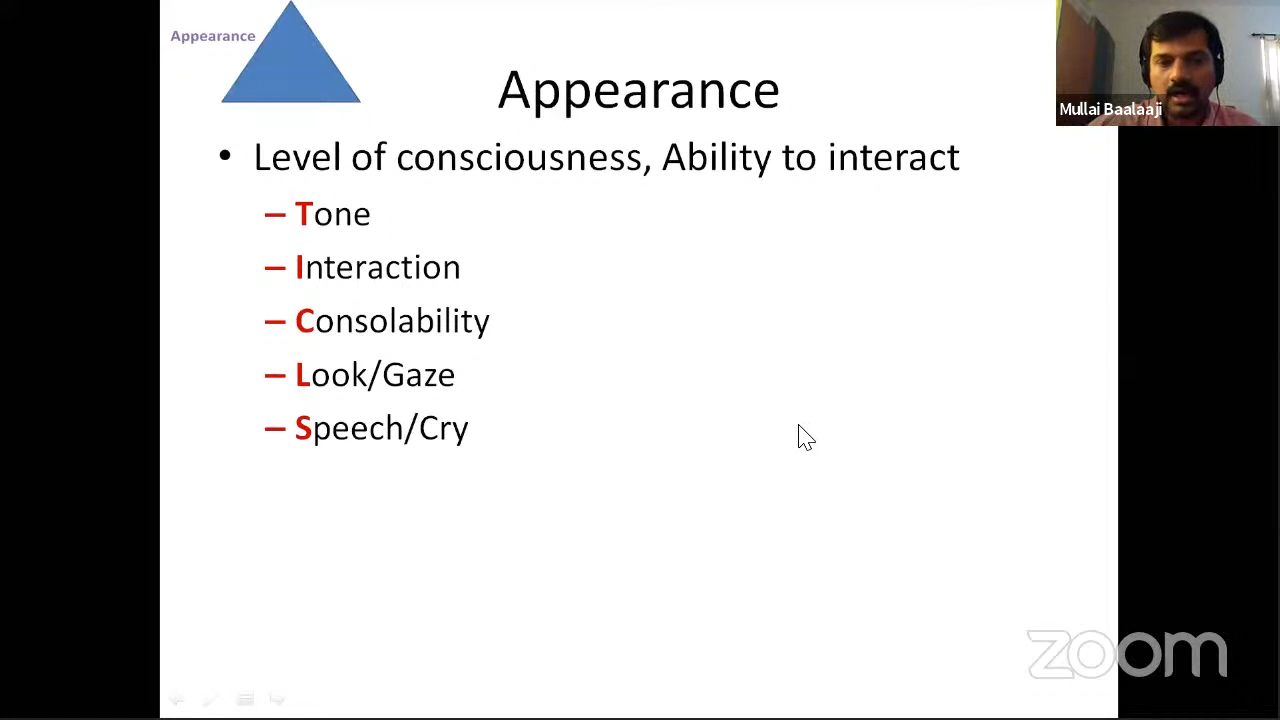 Appearance
Appearance
Mullai Baalaaji
• Level of consciousness, Ability to interact
– Tone
– Interaction
– Consolability
– Look/Gaze
– Speech/Cry
zoom